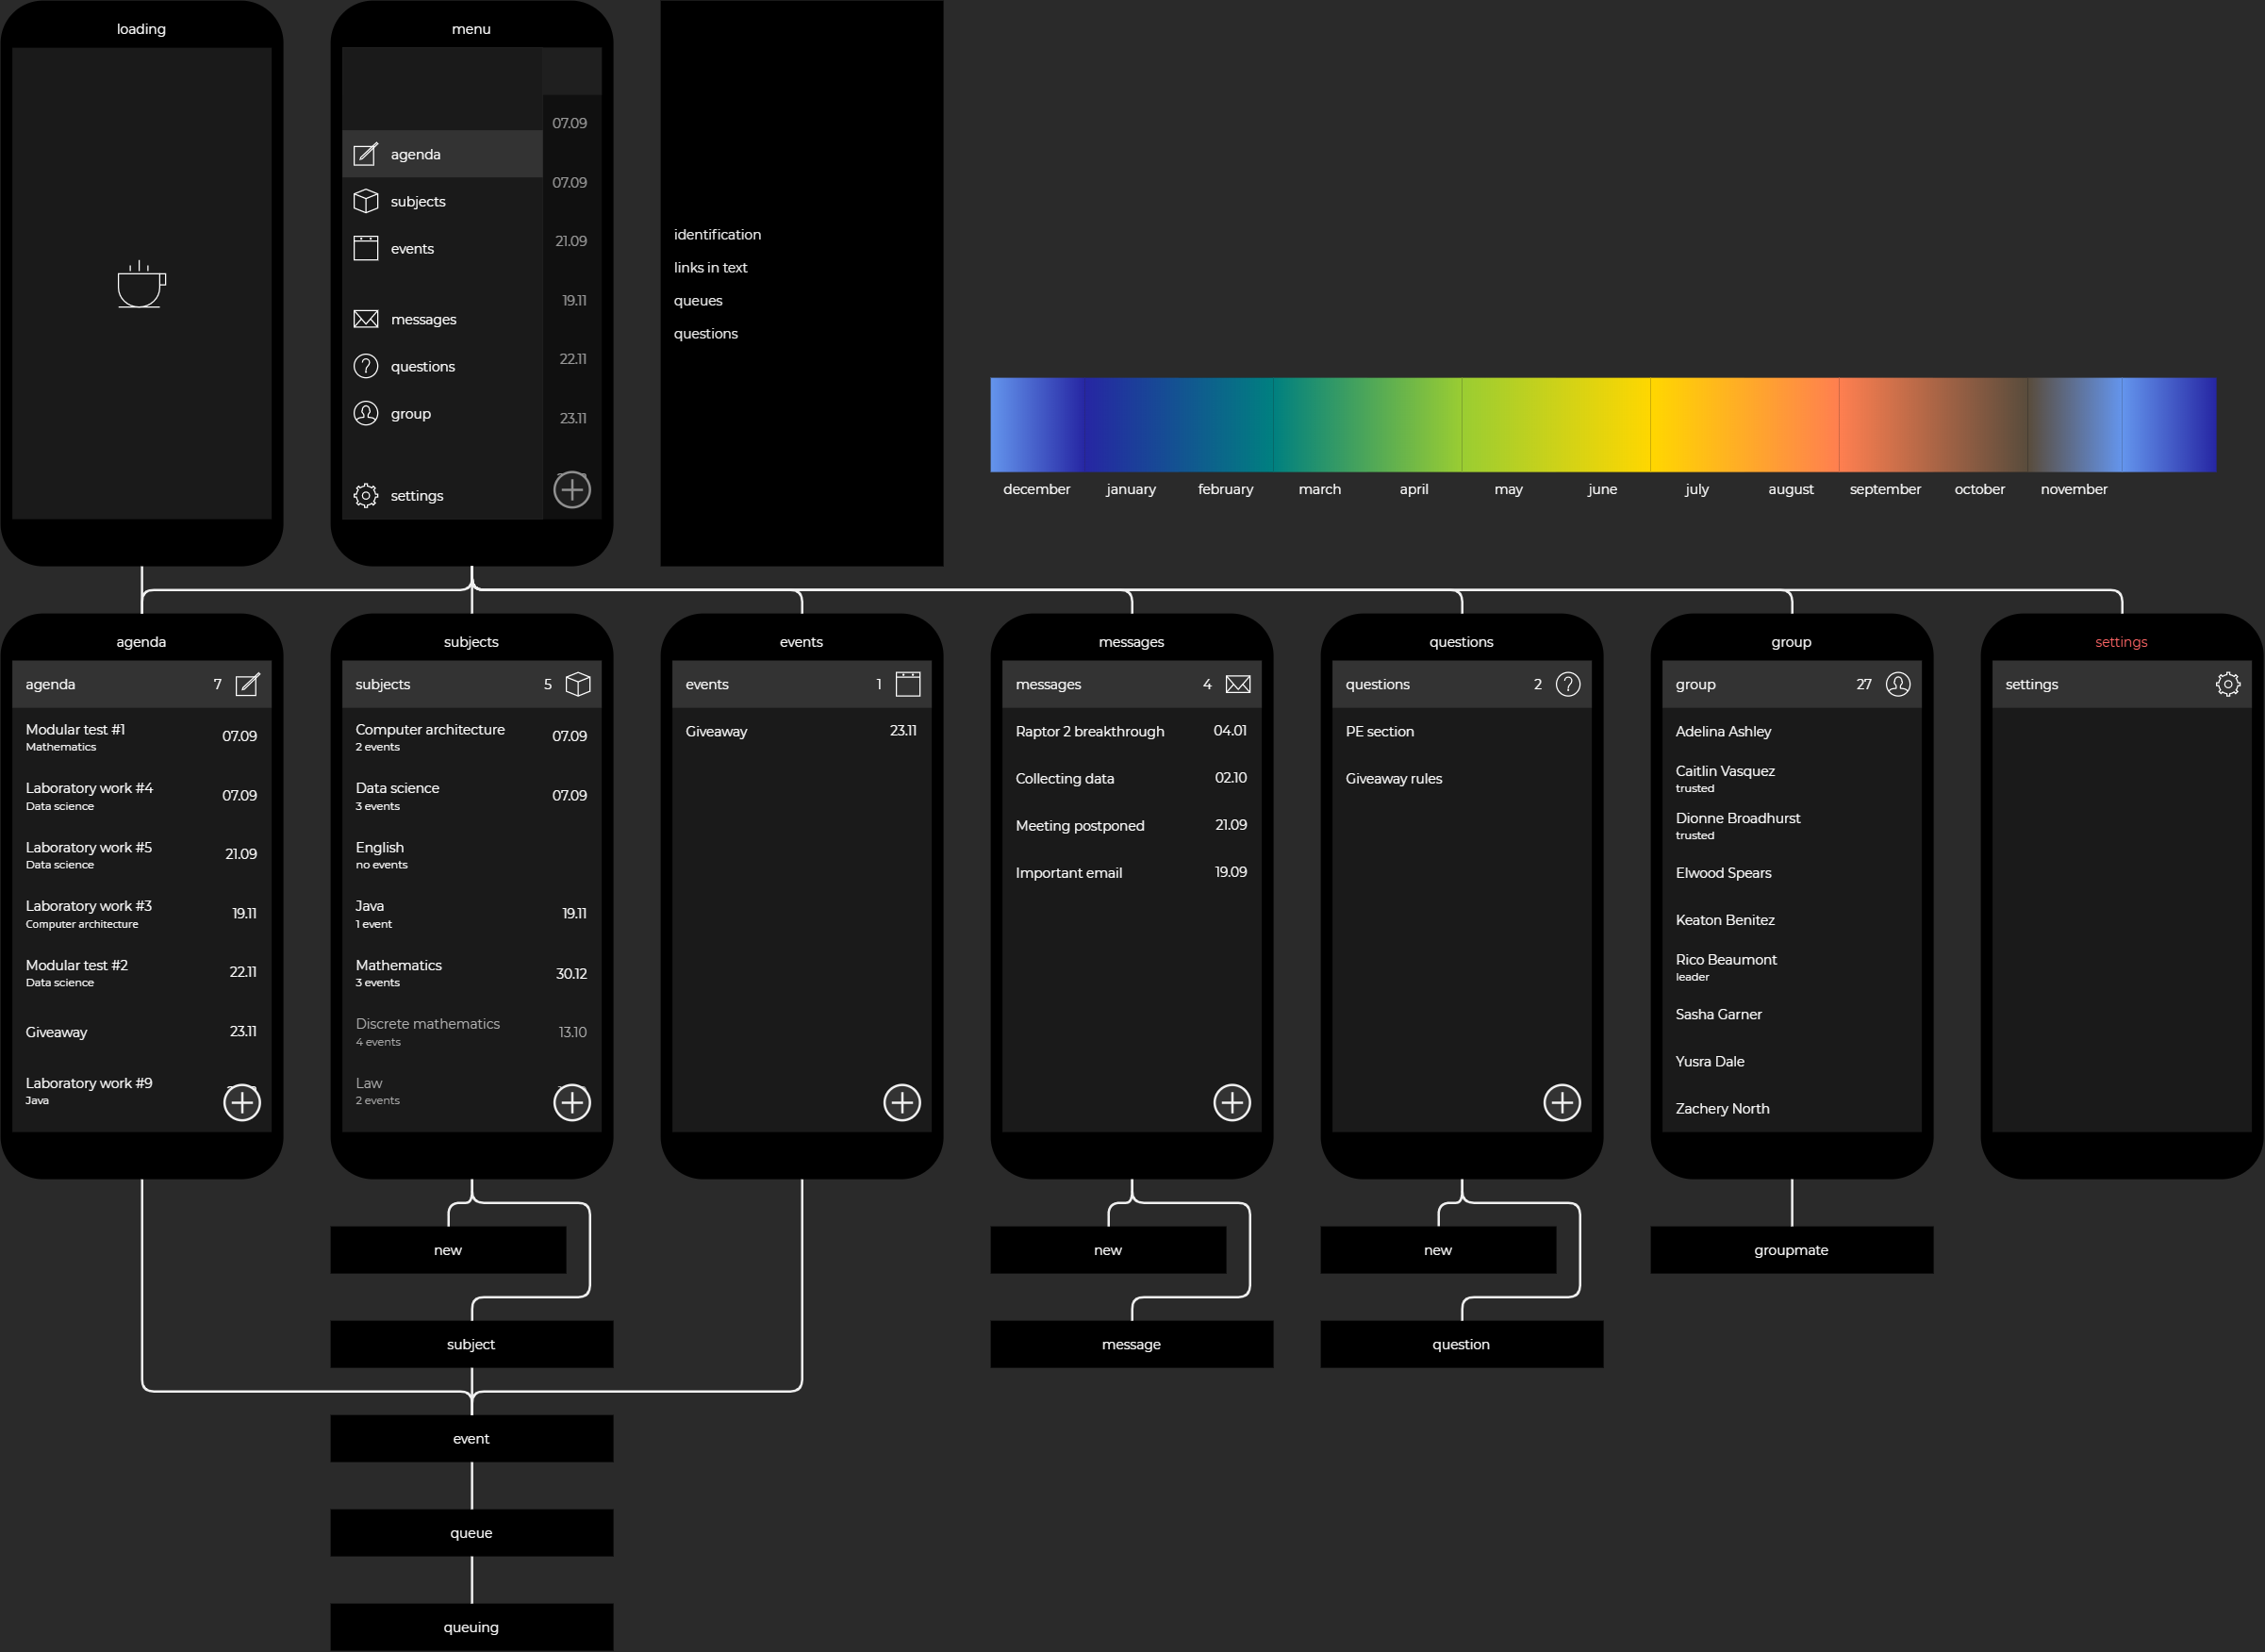 loading
menu
agenda
subjects
events
messages
questions
group
settings
07.09
07.09
21.09
19.11
22.11
23.11
identification
links in text
queues
questions
december january february march april may june july august september october november
agenda
agenda 7
Modular test #1
Mathematics
07.09
Laboratory work #4
Data science
07.09
Laboratory work #5
Data science
21.09
Laboratory work #3
Computer architecture
19.11
Modular test #2
Data science
22.11
Giveaway 23.11
Laboratory work #9
Java
subjects
subjects 5
Computer architecture
2 events
07.09
Data science
3 events
07.09
English
no events
Java
1 event
19.11
Mathematics
3 events
30.12
Discrete mathematics
4 events
13.10
Law
2 events
events
events 1
Giveaway 23.11
messages
messages 4
Raptor 2 breakthrough 04.01
Collecting data 02.10
Meeting postponed 21.09
Important email 19.09
questions
questions 2
PE section
Giveaway rules
group
group 27
Adelina Ashley
Caitlin Vasquez
trusted
Dionne Broadhurst
trusted
Elwood Spears
Keaton Benitez
Rico Beaumont
leader
Sasha Garner
Yusra Dale
Zachery North
settings
settings
new
new
new
groupmate
subject
message
question
event
queue
queuing